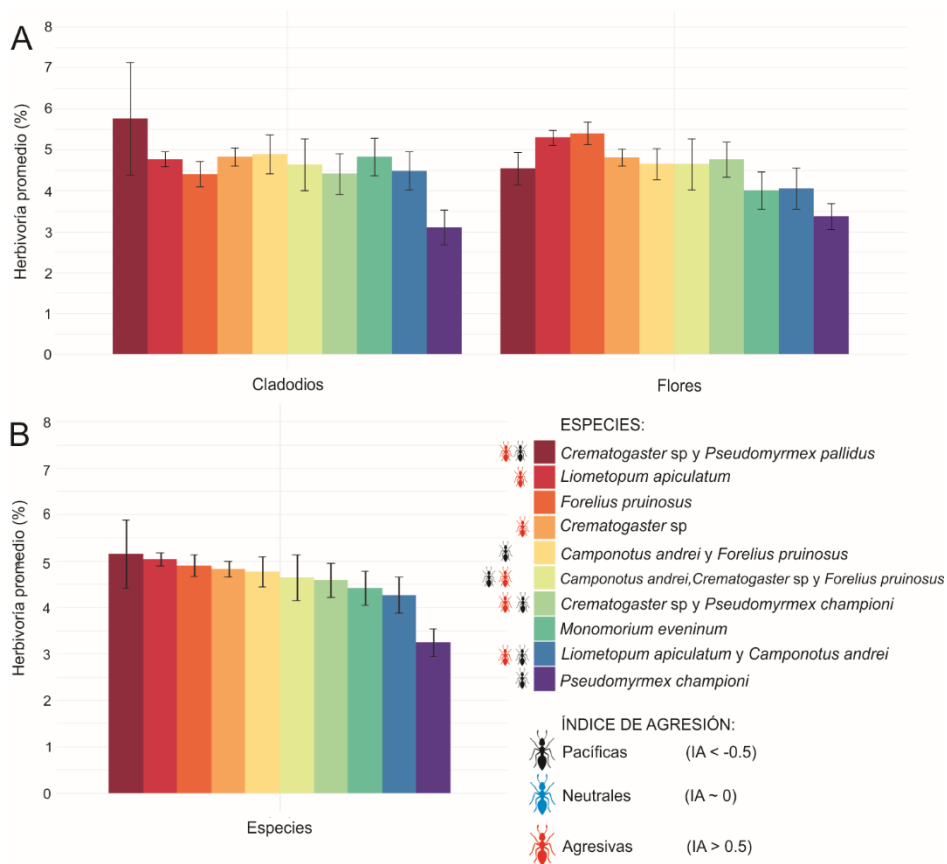 A
8
7
6
5
4
3
2
1
0
Herbivoría promedio (%)
Cladodios
Flores
B
8
7
6
5
4
3
2
1
0
Herbivoría promedio (%)
Especies
ESPECIES:
Crematogaster sp y Pseudomyrmex pallidus
Liometopum apiculatum
Forelius pruinosus
Crematogaster sp
Camponotus andrei y Forelius pruinosus
Camponotus andrei,Crematogaster sp y Forelius pruinosus
Crematogaster sp y Pseudomyrmex championi
Monomorium eveninum
Liometopum apiculatum y Camponotus andrei
Pseudomyrmex championi
ÍNDICE DE AGRESIÓN:
Pacíficas (IA < -0.5)
Neutrales (IA ~ 0)
Agresivas (IA > 0.5)